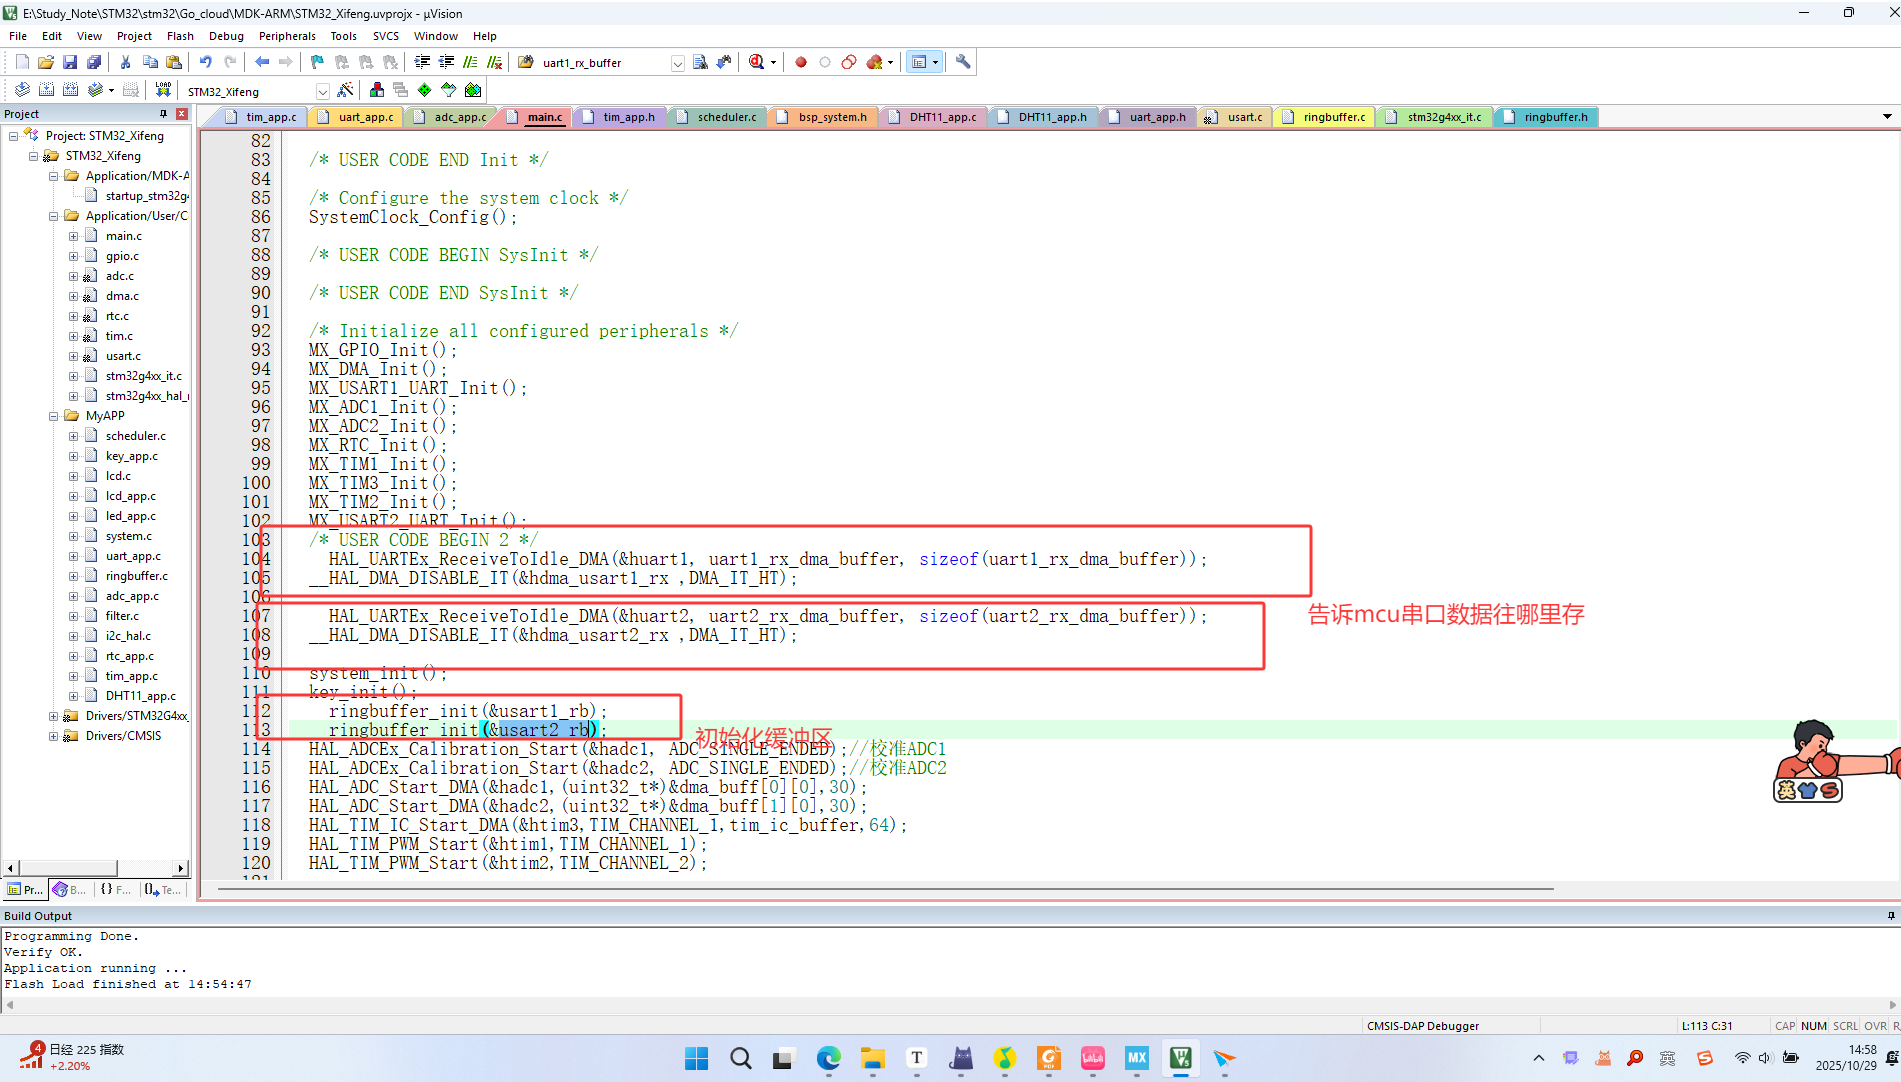 E:\Study_Note\STM32\stm32\Go_cloud\MDK-ARM\STM32_Xifeng.uvprojx - µVision
File Edit View Project Flash Debug Peripherals Tools SVCS Window Help
uart1_rx_buffer
LOAD STM32_Xifeng
Project
tim_app.c uart_app.c adc_app.c main.c tim_app.h scheduler.c bsp_system.h DHT11_app.c DHT11_app.h uart_app.h usart.c ringbuffer.c stm32g4xx_it.c ringbuffer.h
Project: STM32_Xifeng
STM32_Xifeng
Application/MDK-A
startup_stm32g4
Application/User/C
main.c
gpio.c
adc.c
dma.c
rtc.c
tim.c
usart.c
stm32g4xx_it.c
stm32g4xx_hal_
MyAPP
scheduler.c
key_app.c
lcd.c
lcd_app.c
led_app.c
system.c
uart_app.c
ringbuffer.c
adc_app.c
filter.c
i2c_hal.c
rtc_app.c
tim_app.c
DHT11_app.c
Drivers/STM32G4xx_
Drivers/CMSIS
Pr... B... {} F... Te...
82
83 /* USER CODE END Init */
84
85 /* Configure the system clock */
86 SystemClock_Config();
87
88 /* USER CODE BEGIN SysInit */
89
90 /* USER CODE END SysInit */
91
92 /* Initialize all configured peripherals */
93 MX_GPIO_Init();
94 MX_DMA_Init();
95 MX_USART1_UART_Init();
96 MX_ADC1_Init();
97 MX_ADC2_Init();
98 MX_RTC_Init();
99 MX_TIM1_Init();
100 MX_TIM3_Init();
101 MX_TIM2_Init();
102 MX_USART2_UART_Init();
103 /* USER CODE BEGIN 2 */
104 HAL_UARTEx_ReceiveToIdle_DMA(&huart1, uart1_rx_dma_buffer, sizeof(uart1_rx_dma_buffer));
105 __HAL_DMA_DISABLE_IT(&hdma_usart1_rx ,DMA_IT_HT);
106
107 HAL_UARTEx_ReceiveToIdle_DMA(&huart2, uart2_rx_dma_buffer, sizeof(uart2_rx_dma_buffer));
告诉mcu串口数据往哪里存
108 __HAL_DMA_DISABLE_IT(&hdma_usart2_rx ,DMA_IT_HT);
109
110 system_init();
111 key_init();
112 ringbuffer_init(&usart1_rb);
113 ringbuffer_init(&usart2_rb);
初始化缓冲区
114 HAL_ADCEx_Calibration_Start(&hadc1, ADC_SINGLE_ENDED);//校准ADC1
115 HAL_ADCEx_Calibration_Start(&hadc2, ADC_SINGLE_ENDED);//校准ADC2
116 HAL_ADC_Start_DMA(&hadc1,(uint32_t*)&dma_buff[0][0],30);
117 HAL_ADC_Start_DMA(&hadc2,(uint32_t*)&dma_buff[1][0],30);
118 HAL_TIM_IC_Start_DMA(&htim3,TIM_CHANNEL_1,tim_ic_buffer,64);
119 HAL_TIM_PWM_Start(&htim1,TIM_CHANNEL_1);
120 HAL_TIM_PWM_Start(&htim2,TIM_CHANNEL_2);
英 S
Build Output
Programming Done.
Verify OK.
Application running ...
Flash Load finished at 14:54:47
CMSIS-DAP Debugger L:113 C:31 CAP NUM SCRL OVR R
4 日经 225 指数
+2.20%
T MX
英
14:58
2025/10/29